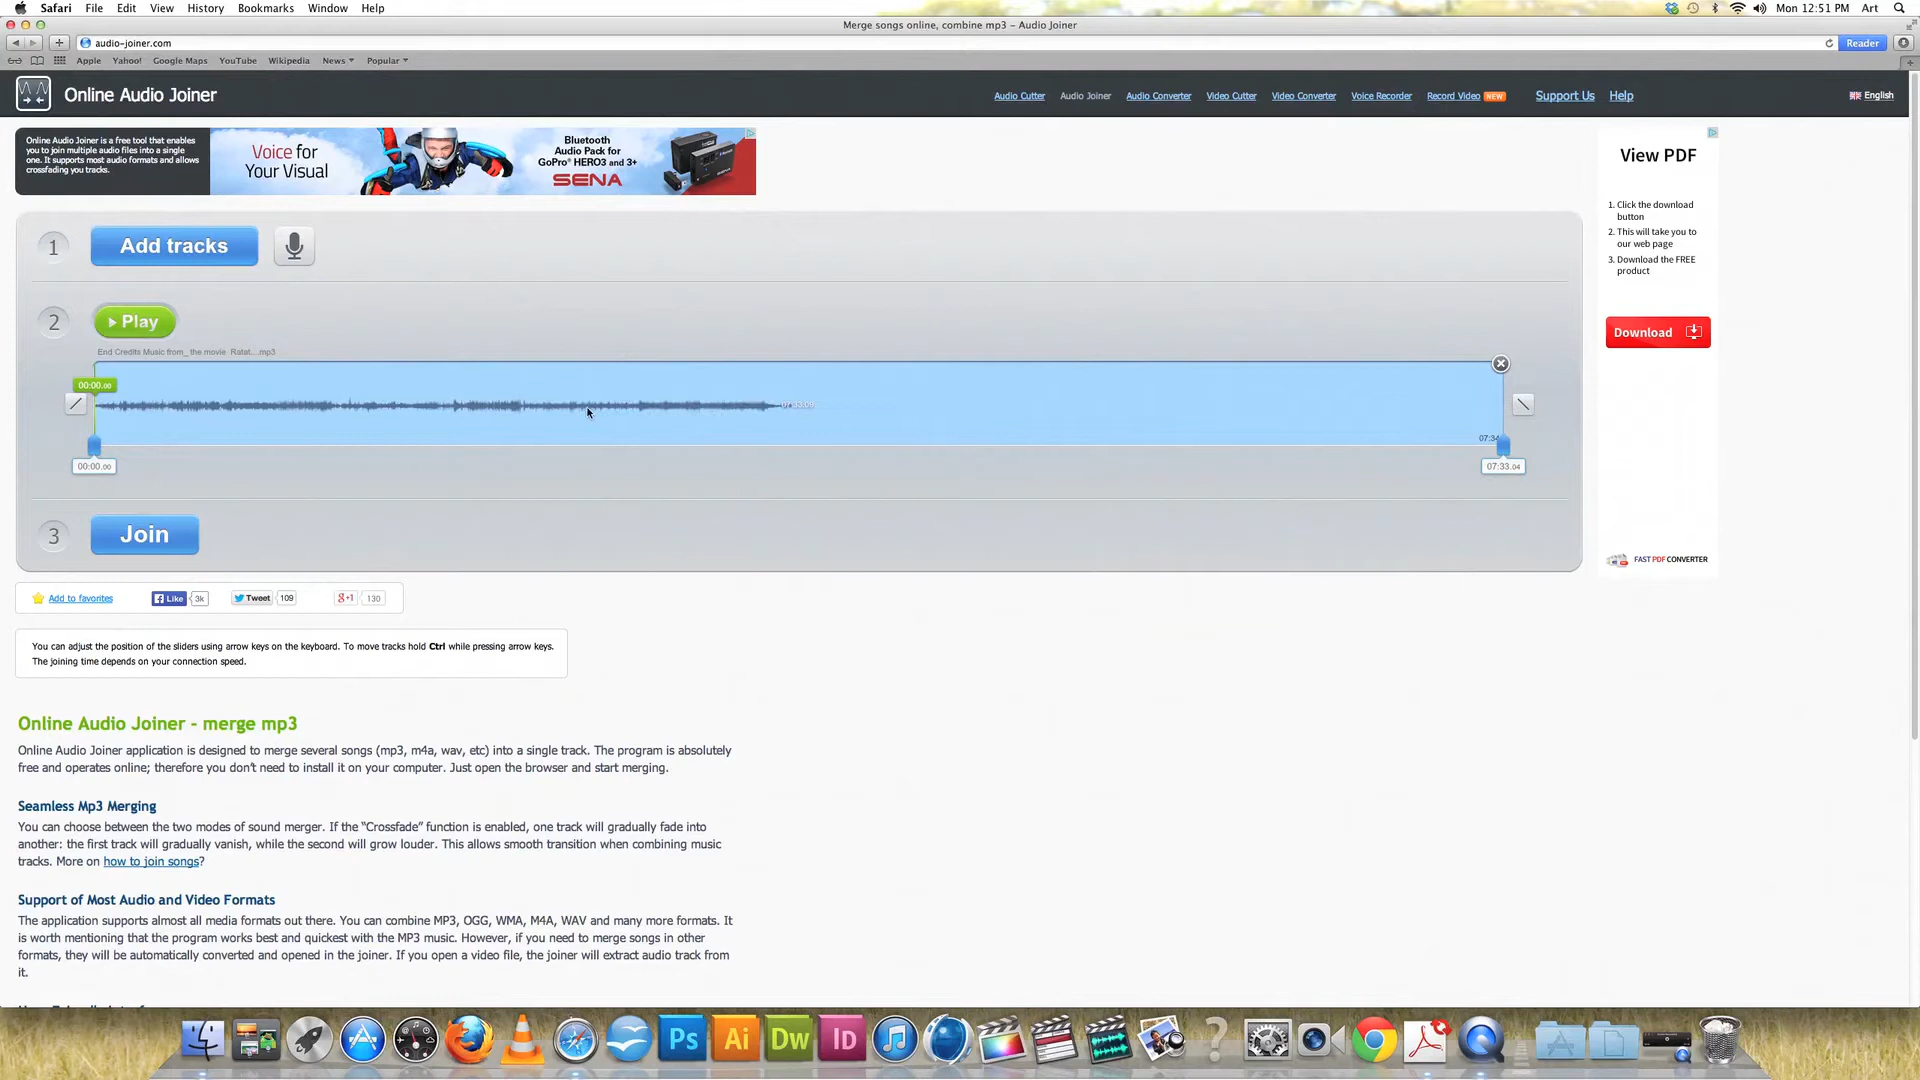 Safari File Edit View History Bookmarks Window Help Mon 12:51 PM Art
Merge songs online, combine mp3 – Audio Joiner
audio-joiner.com Reader
Apple Yahoo! Google Maps YouTube Wikipedia News Popular
Online Audio Joiner
Audio Cutter Audio Joiner Audio Converter Video Cutter Video Converter Voice Recorder Record Video NEW Support Us Help English
Online Audio Joiner is a free tool that enables
you to join multiple audio files into a single
one. It supports most audio formats and allows
crossfading you tracks.
Voice for
Your Visual
Bluetooth
Audio Pack for
GoPro® HERO3 and 3+
SENA
View PDF
1. Click the download
button
2. This will take you to
our web page
3. Download the FREE
product
Download
FAST PDF CONVERTER
1 Add tracks
2 Play
End Credits Music from_ the movie Ratat....mp3
00:00.00
07:34
00:00.00
07:33.04
3 Join
Add to favorites Like 3k Tweet 109 g+1 130
You can adjust the position of the sliders using arrow keys on the keyboard. To move tracks hold Ctrl while pressing arrow keys.
The joining time depends on your connection speed.
Online Audio Joiner - merge mp3
Online Audio Joiner application is designed to merge several songs (mp3, m4a, wav, etc) into a single track. The program is absolutely
free and operates online; therefore you don't need to install it on your computer. Just open the browser and start merging.
Seamless Mp3 Merging
You can choose between the two modes of sound merger. If the “Crossfade” function is enabled, one track will gradually fade into
another: the first track will gradually vanish, while the second will grow louder. This allows smooth transition when combining music
tracks. More on how to join songs?
Support of Most Audio and Video Formats
The application supports almost all media formats out there. You can combine MP3, OGG, WMA, M4A, WAV and many more formats. It
is worth mentioning that the program works best and quickest with the MP3 music. However, if you need to merge songs in other
formats, they will be automatically converted and opened in the joiner. If you open a video file, the joiner will extract audio track from
it.
Ps Ai Dw Id ?